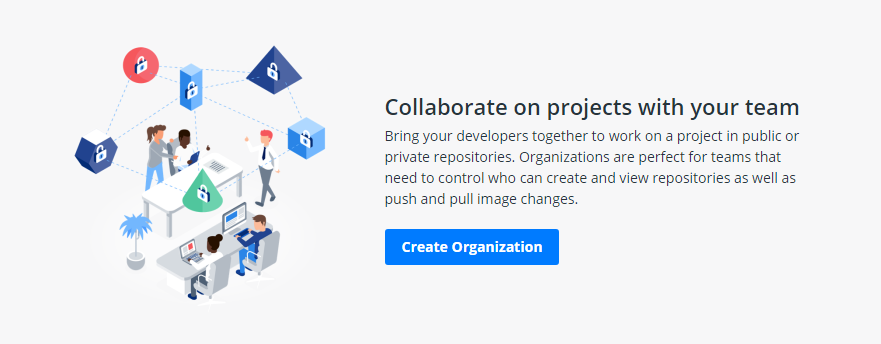 Collaborate on projects with your team
Bring your developers together to work on a project in public or
private repositories. Organizations are perfect for teams that
need to control who can create and view repositories as well as
push and pull image changes.
Create Organization